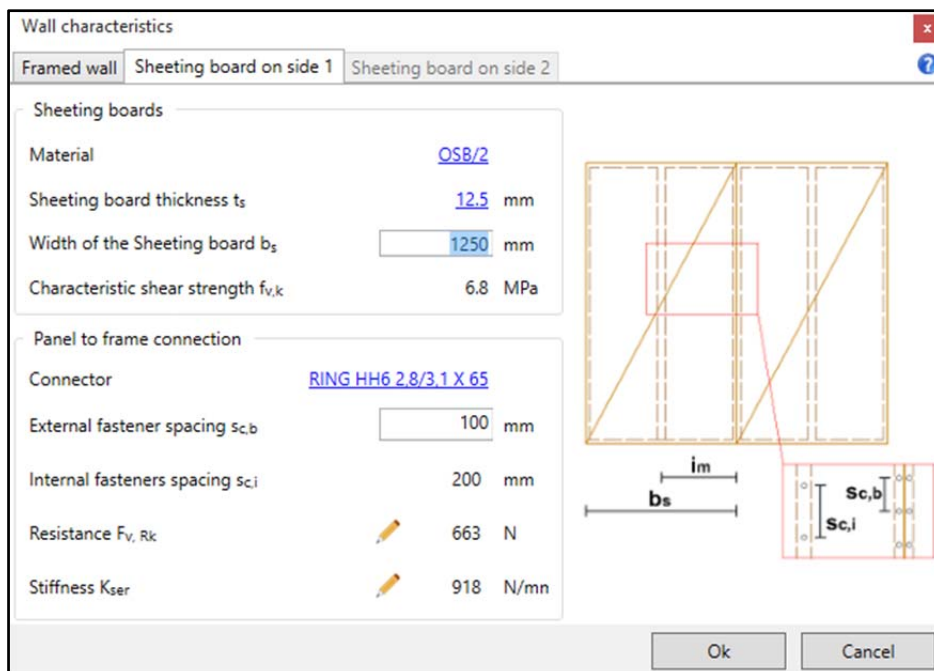 Wall characteristics
x
Framed wall Sheeting board on side 1 Sheeting board on side 2
?
Sheeting boards
Material OSB/2
Sheeting board thickness ts 12.5 mm
Width of the Sheeting board bs 1250 mm
Characteristic shear strength fv,k 6.8 MPa
Panel to frame connection
Connector RING HH6 2,8/3,1 X 65
External fastener spacing sc,b 100 mm
Internal fasteners spacing sc,i 200 mm
Resistance Fv, Rk 663 N
Stiffness Kser 918 N/mn
im
bs
Sc,b
Sc,i
Ok Cancel